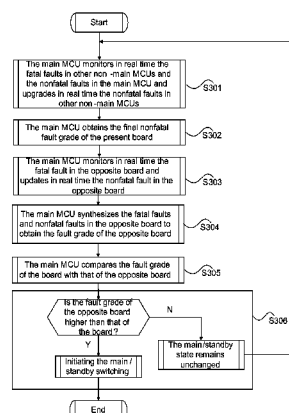 Start
The main MCU monitors in real time the
fatal faults in other non -main MCUs and
the nonfatal faults in the main MCU and
upgrades in real time the nonfatal faults in
other non-main MCUs
S301
The main MCU obtains the final nonfatal
fault grade of the present board
S302
The main MCU monitors in real time the
fatal fault in the opposite board and
updates in real time the nonfatal fault in the
opposite board
S303
The main MCU synthesizes the fatal faults
and nonfatal faults in the opposite board to
obtain the fault grade of the opposite board
S304
The main MCU compares the fault grade
of the board with that of the opposite board
S305
Is the fault grade of
the opposite board
higher than that of
the board ?
N
S306
Y
The main/standby
state remains
unchanged
Initiating the main /
standby switching
End